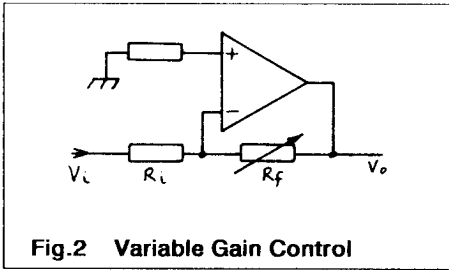 +
−
Vi Ri Rf Vo
Fig.2 Variable Gain Control